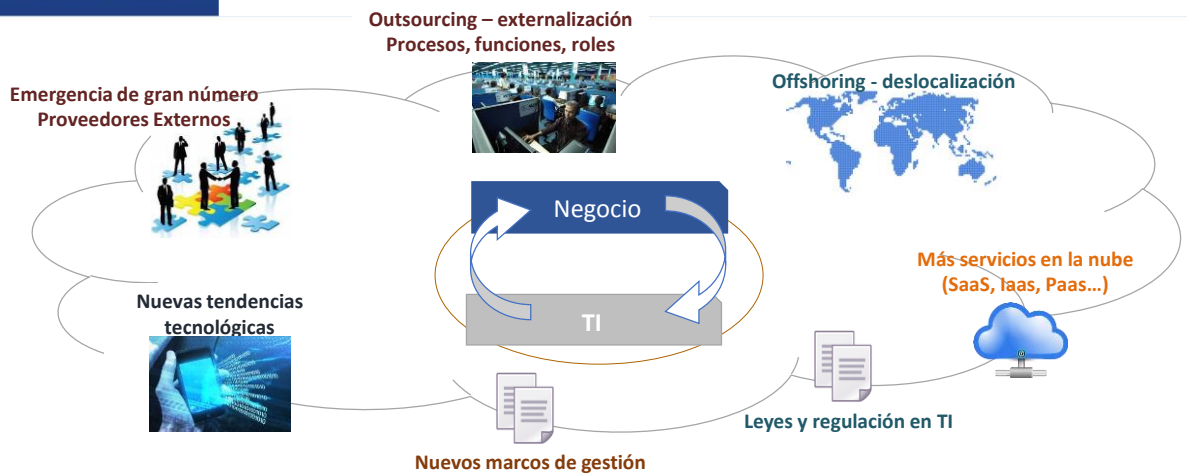 Outsourcing – externalización
Procesos, funciones, roles
Emergencia de gran número
Proveedores Externos
Offshoring - deslocalización
Negocio
TI
Más servicios en la nube
(SaaS, Iaas, Paas…)
Nuevas tendencias
tecnológicas
Leyes y regulación en TI
Nuevos marcos de gestión